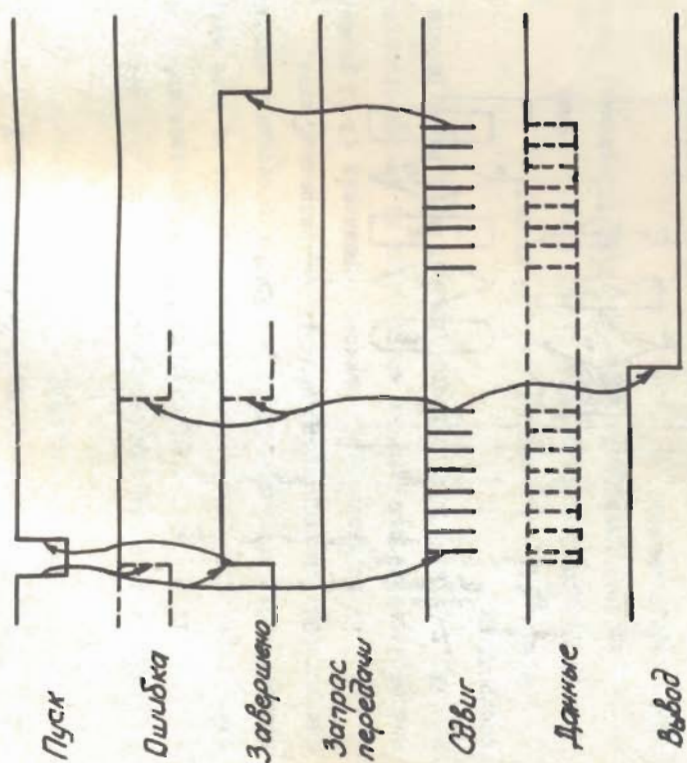 Пуск
Ошибка
Завершено
Запрос
передачи
Сдвиг
Данные
Вывод